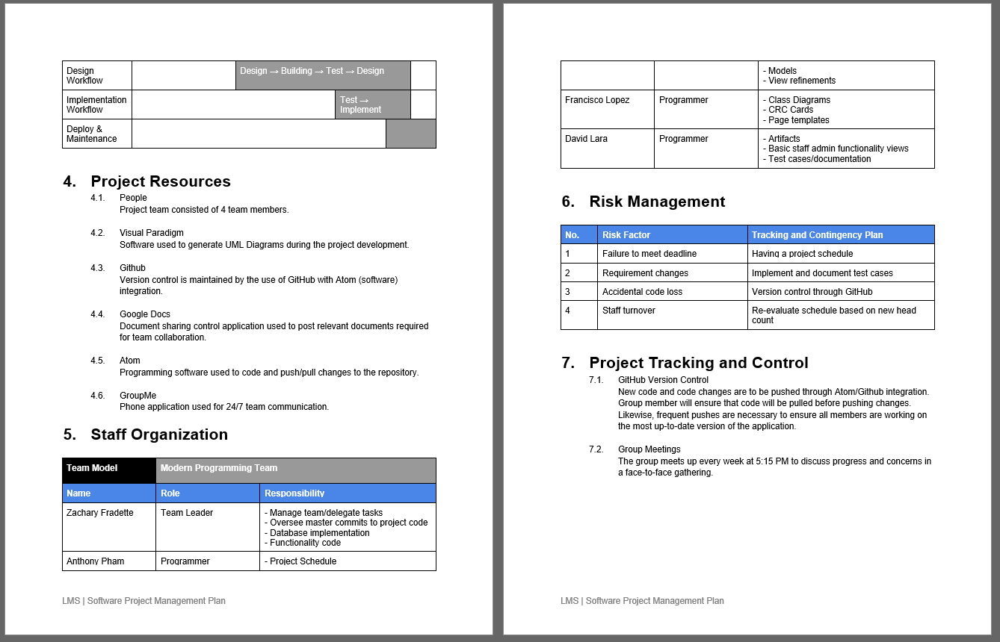 Design
Workflow
Design → Building → Test → Design
Implementation
Workflow
Test →
Implement
Deploy &
Maintenance
4. Project Resources
4.1. People
Project team consisted of 4 team members.
4.2. Visual Paradigm
Software used to generate UML Diagrams during the project development.
4.3. Github
Version control is maintained by the use of GitHub with Atom (software)
integration.
4.4. Google Docs
Document sharing control application used to post relevant documents required
for team collaboration.
4.5. Atom
Programming software used to code and push/pull changes to the repository.
4.6. GroupMe
Phone application used for 24/7 team communication.
5. Staff Organization
Team Model Modern Programming Team
Name Role Responsibility
Zachary Fradette Team Leader - Manage team/delegate tasks
- Oversee master commits to project code
- Database implementation
- Functionality code
Anthony Pham Programmer - Project Schedule
LMS | Software Project Management Plan
- Models
- View refinements
Francisco Lopez Programmer - Class Diagrams
- CRC Cards
- Page templates
David Lara Programmer - Artifacts
- Basic staff admin functionality views
- Test cases/documentation
6. Risk Management
No. Risk Factor Tracking and Contingency Plan
1 Failure to meet deadline Having a project schedule
2 Requirement changes Implement and document test cases
3 Accidental code loss Version control through GitHub
4 Staff turnover Re-evaluate schedule based on new head
count
7. Project Tracking and Control
7.1. GitHub Version Control
New code and code changes are to be pushed through Atom/Github integration.
Group member will ensure that code will be pulled before pushing changes.
Likewise, frequent pushes are necessary to ensure all members are working on
the most up-to-date version of the application.
7.2. Group Meetings
The group meets up every week at 5:15 PM to discuss progress and concerns in
a face-to-face gathering.
LMS | Software Project Management Plan